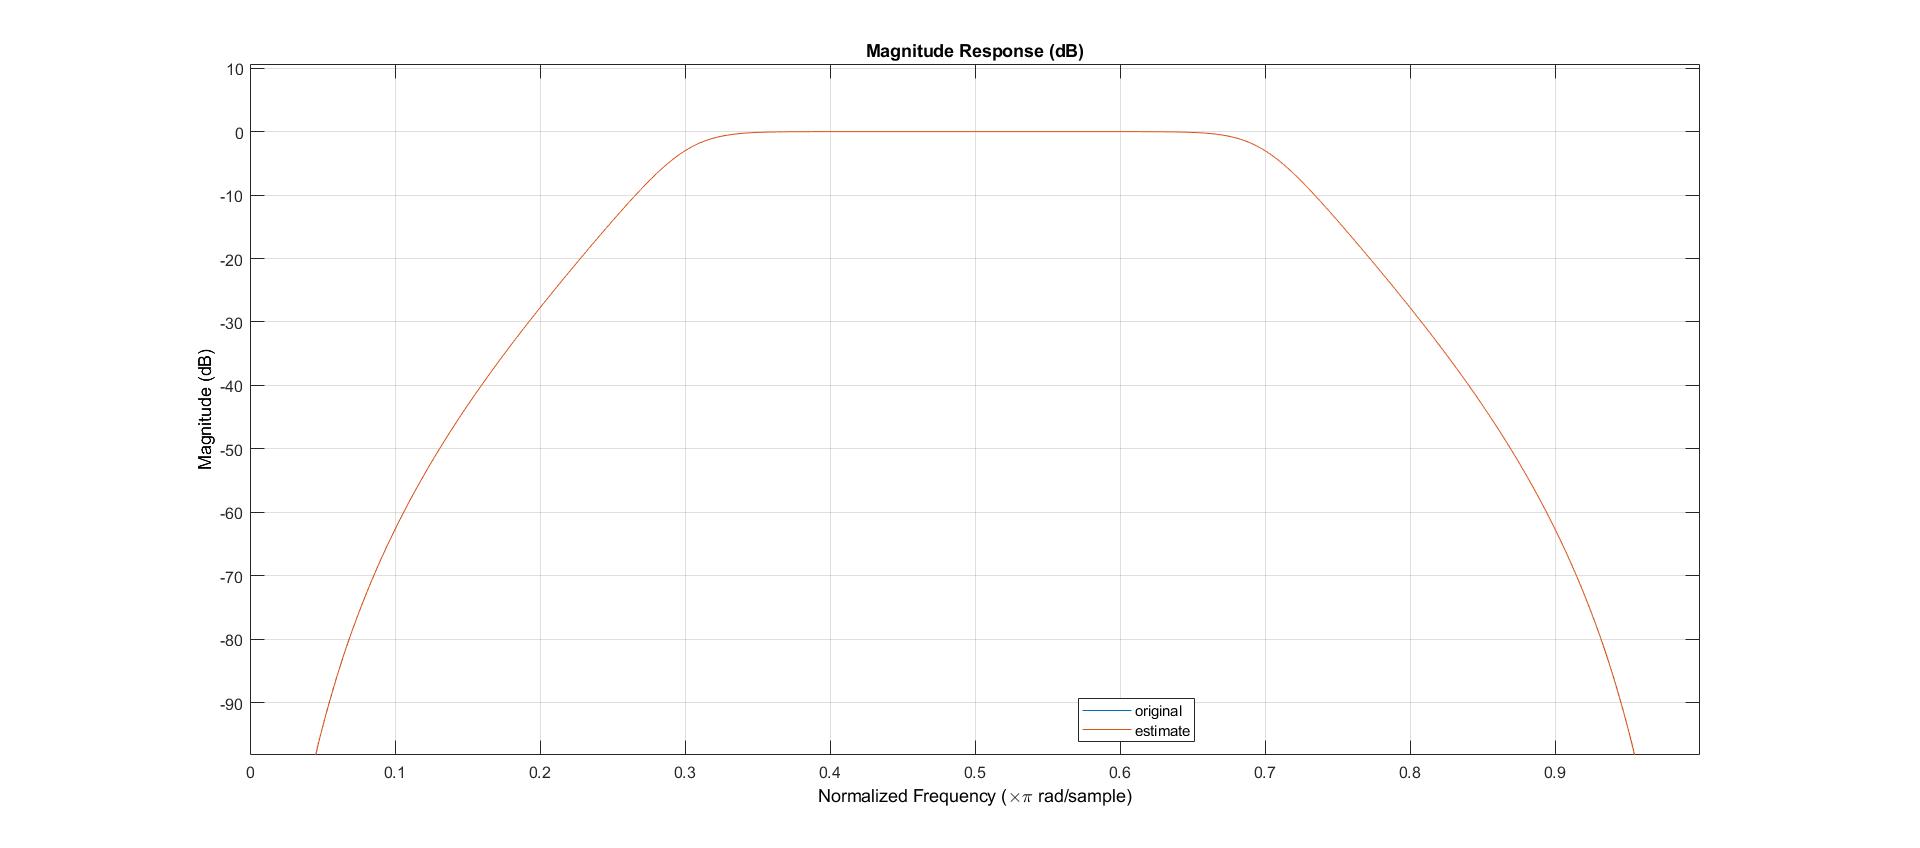 Magnitude Response (dB)
10
0
-10
-20
-30
-40
-50
-60
-70
-80
-90
Magnitude (dB)
original
estimate
0 0.1 0.2 0.3 0.4 0.5 0.6 0.7 0.8 0.9
Normalized Frequency (×π rad/sample)